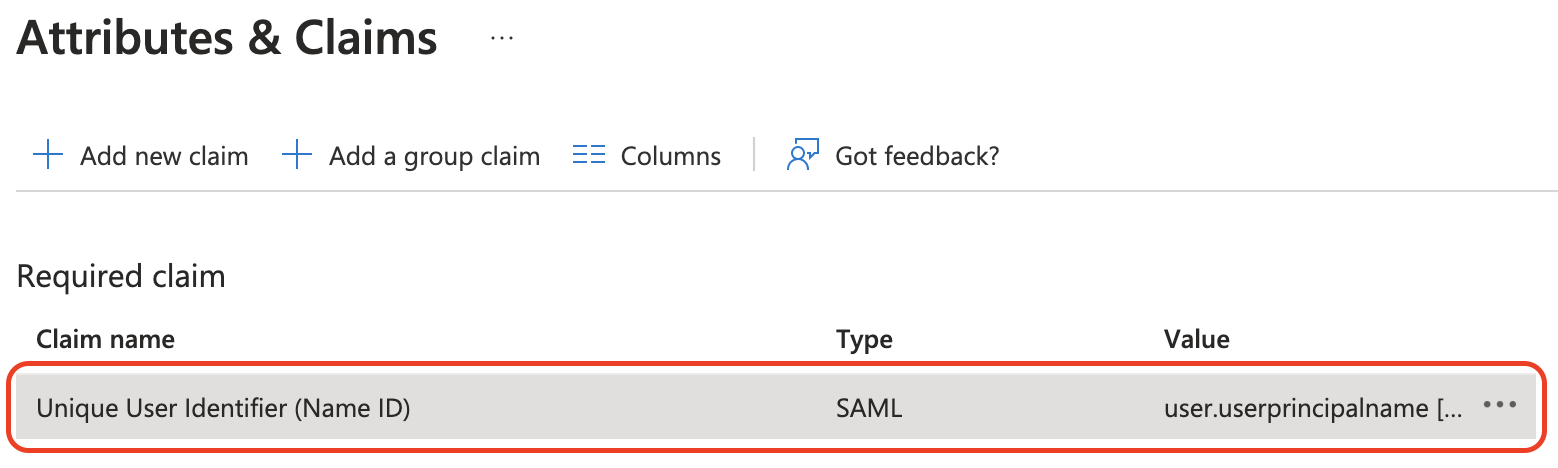 Attributes & Claims ...
Add new claim Add a group claim Columns Got feedback?
Required claim
Claim name Type Value
Unique User Identifier (Name ID) SAML user.userprincipalname [... ...